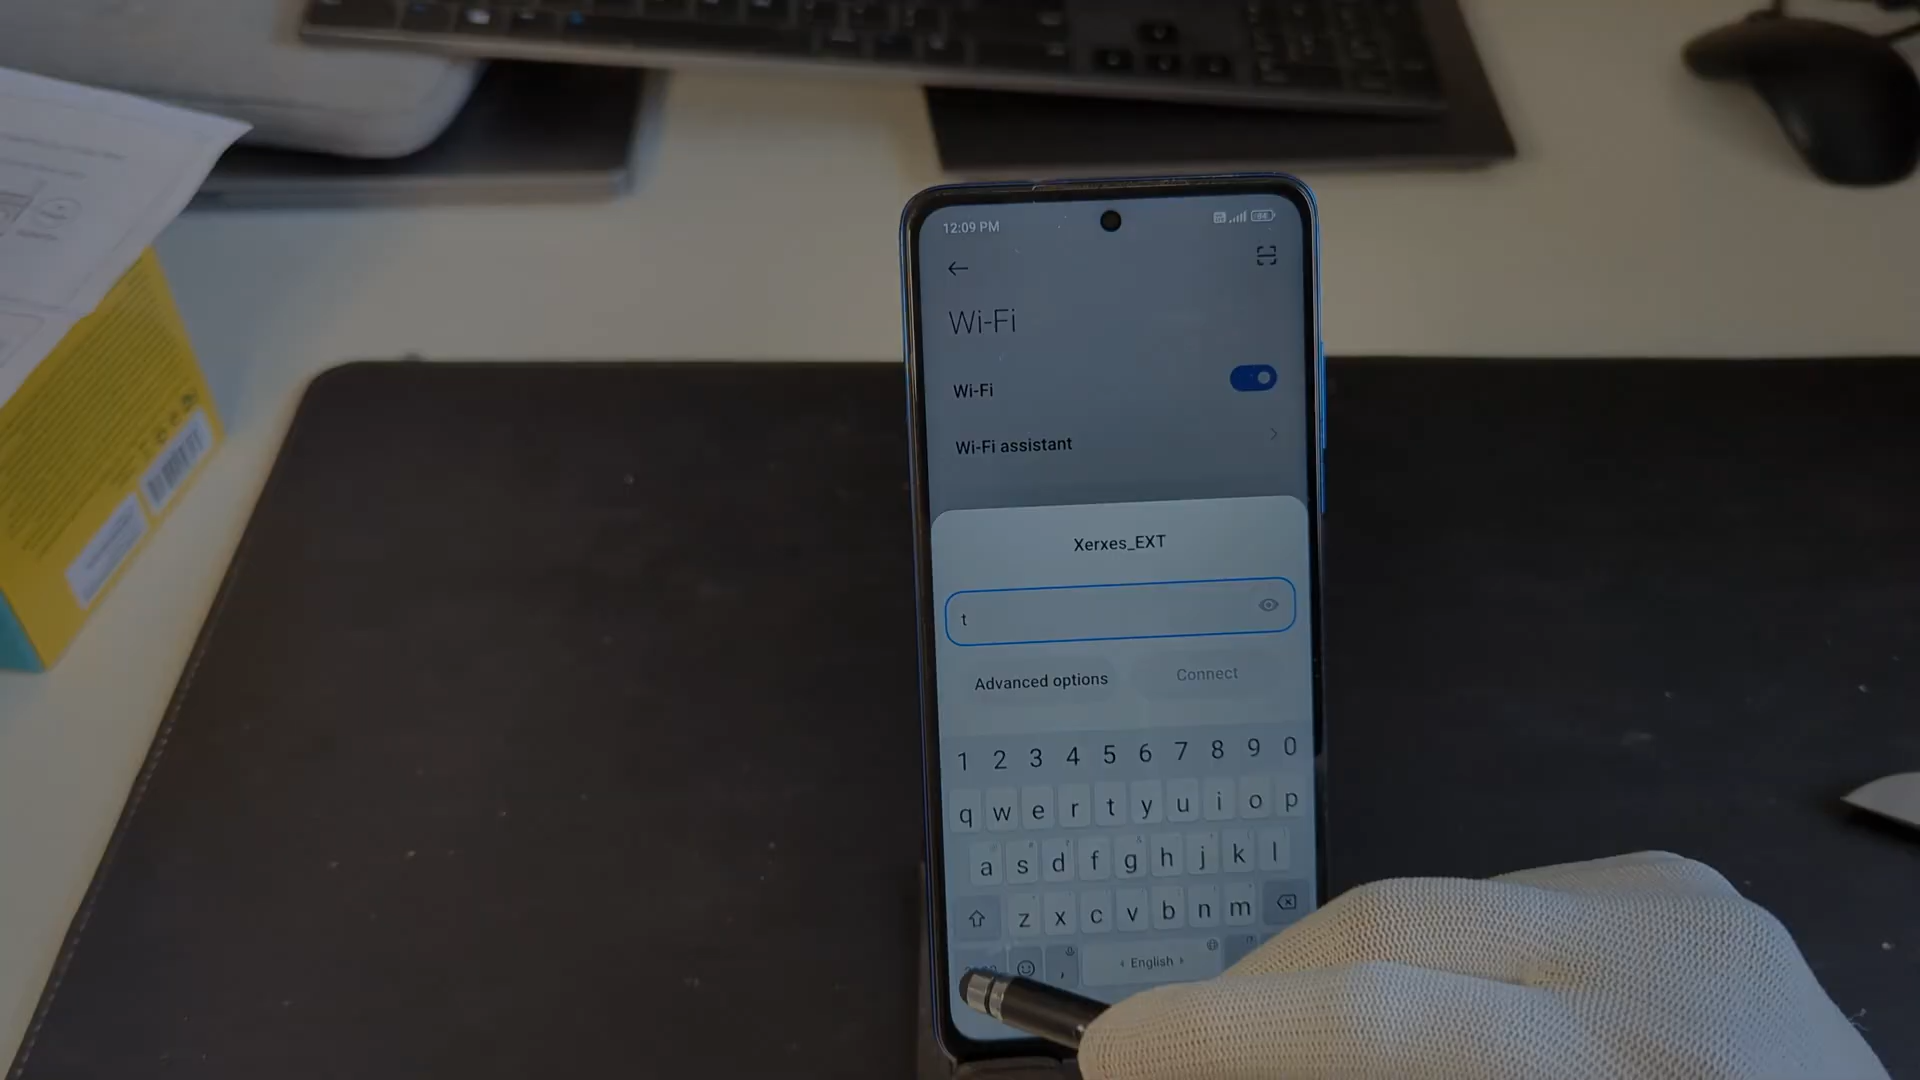 12:09 PM
Wi-Fi
Wi-Fi
Wi-Fi assistant
Xerxes_EXT
t
Advanced options
Connect
1 2 3 4 5 6 7 8 9 0
q w e r t y u i o p
a s d f g h j k l
z x c v b n m
, English